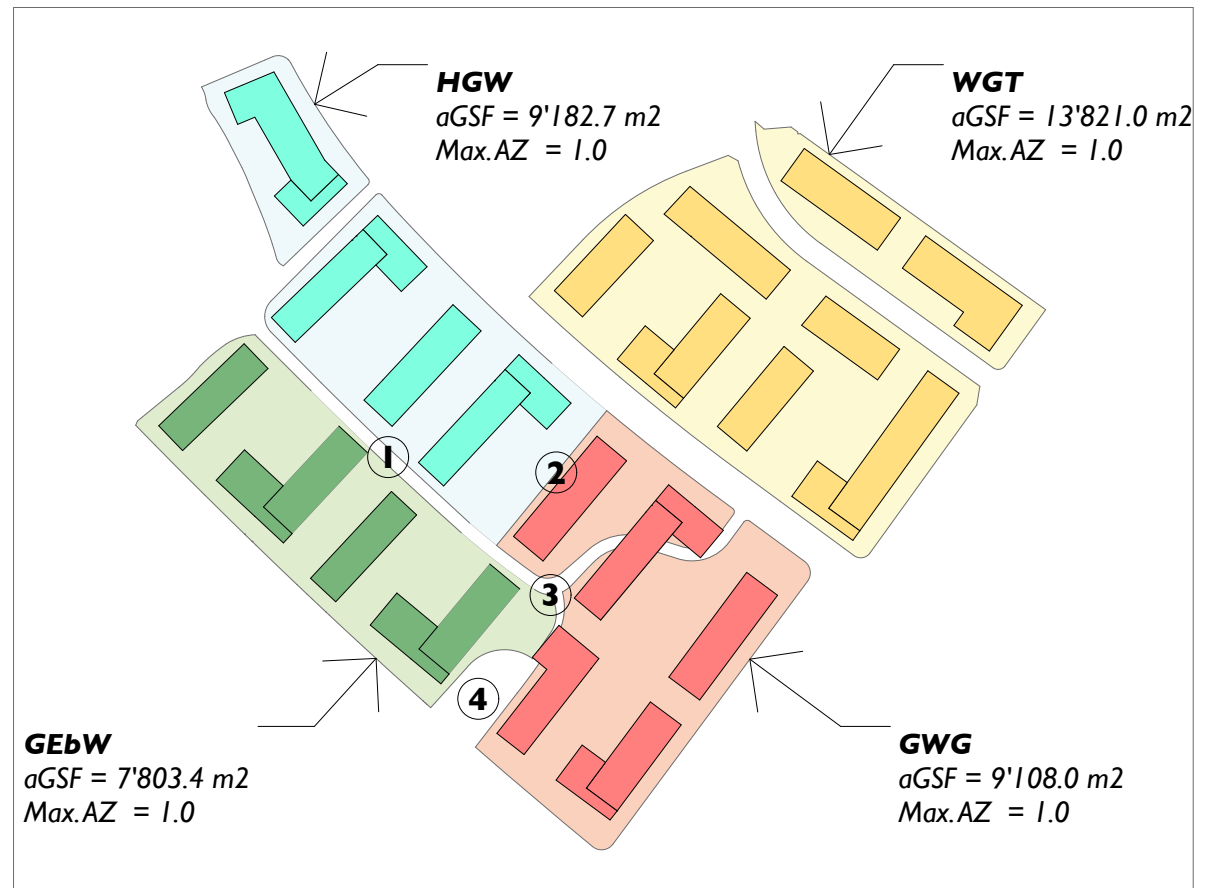 HGW
aGSF = 9'182.7 m2
Max. AZ = 1.0
WGT
aGSF = 13'821.0 m2
Max. AZ = 1.0
1
2
3
4
GEbW
aGSF = 7'803.4 m2
Max. AZ = 1.0
GWG
aGSF = 9'108.0 m2
Max. AZ = 1.0